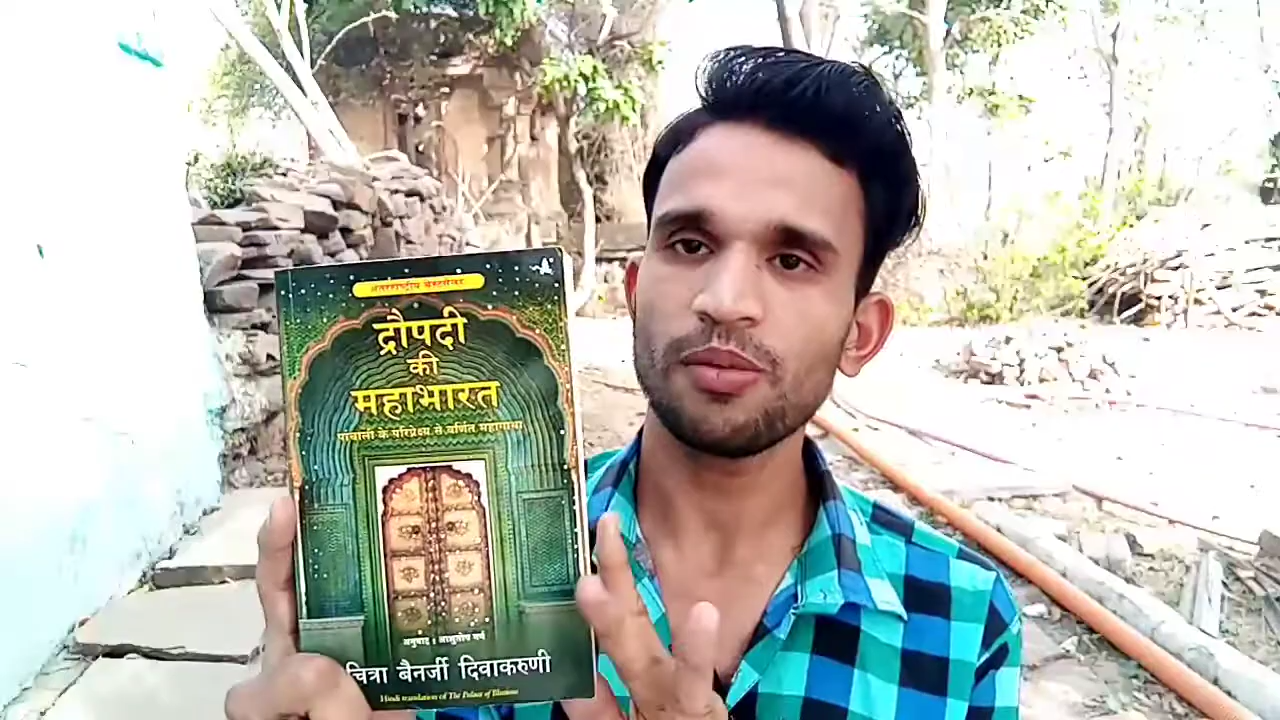 अंतरराष्ट्रीय बेस्टसेलर
द्रौपदी
की
महाभारत
पांचाली के परिप्रेक्ष्य से वर्णित महागाथा
अनुवाद : आशुतोष गर्ग
चित्रा बैनर्जी दिवाकरुणी
Hindi translation of The Palace of Illusions